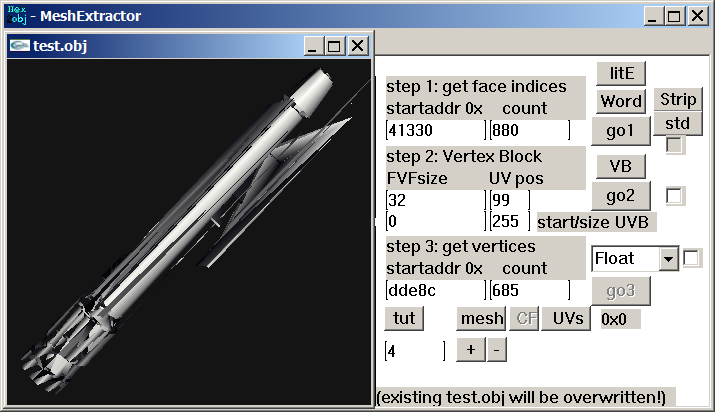 Hex
obj - MeshExtractor
test.obj
litE
step 1: get face indices
startaddr 0x count
Word
Strip
41330 880
go1
std
step 2: Vertex Block
FVFsize UV pos
VB
32 99
go2
0 255 start/size UVB
step 3: get vertices
startaddr 0x count
Float
dde8c 685
go3
tut mesh CF UVs 0x0
4 + -
(existing test.obj will be overwritten!)